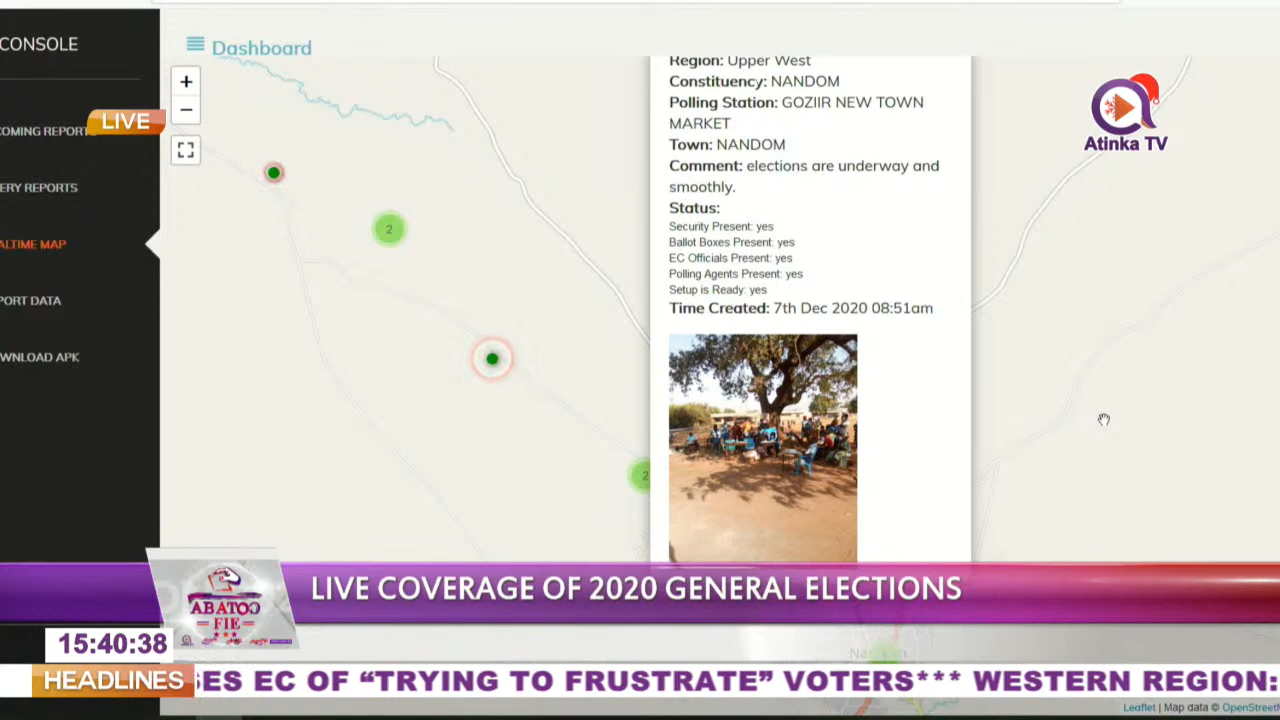 CONSOLE
Dashboard
+
−
LIVE
COMING REPORT
ERY REPORTS
ALTIME MAP
PORT DATA
WNLOAD APK
2
2
Region: Upper West
Constituency: NANDOM
Polling Station: GOZIIR NEW TOWN
MARKET
Town: NANDOM
Comment: elections are underway and
smoothly.
Status:
Security Present: yes
Ballot Boxes Present: yes
EC Officials Present: yes
Polling Agents Present: yes
Setup is Ready: yes
Time Created: 7th Dec 2020 08:51am
Atinka TV
ABATOO
FIE
LIVE COVERAGE OF 2020 GENERAL ELECTIONS
15:40:38
HEADLINES
SES EC OF “TRYING TO FRUSTRATE” VOTERS*** WESTERN REGION:
Leaflet | Map data © OpenStreet